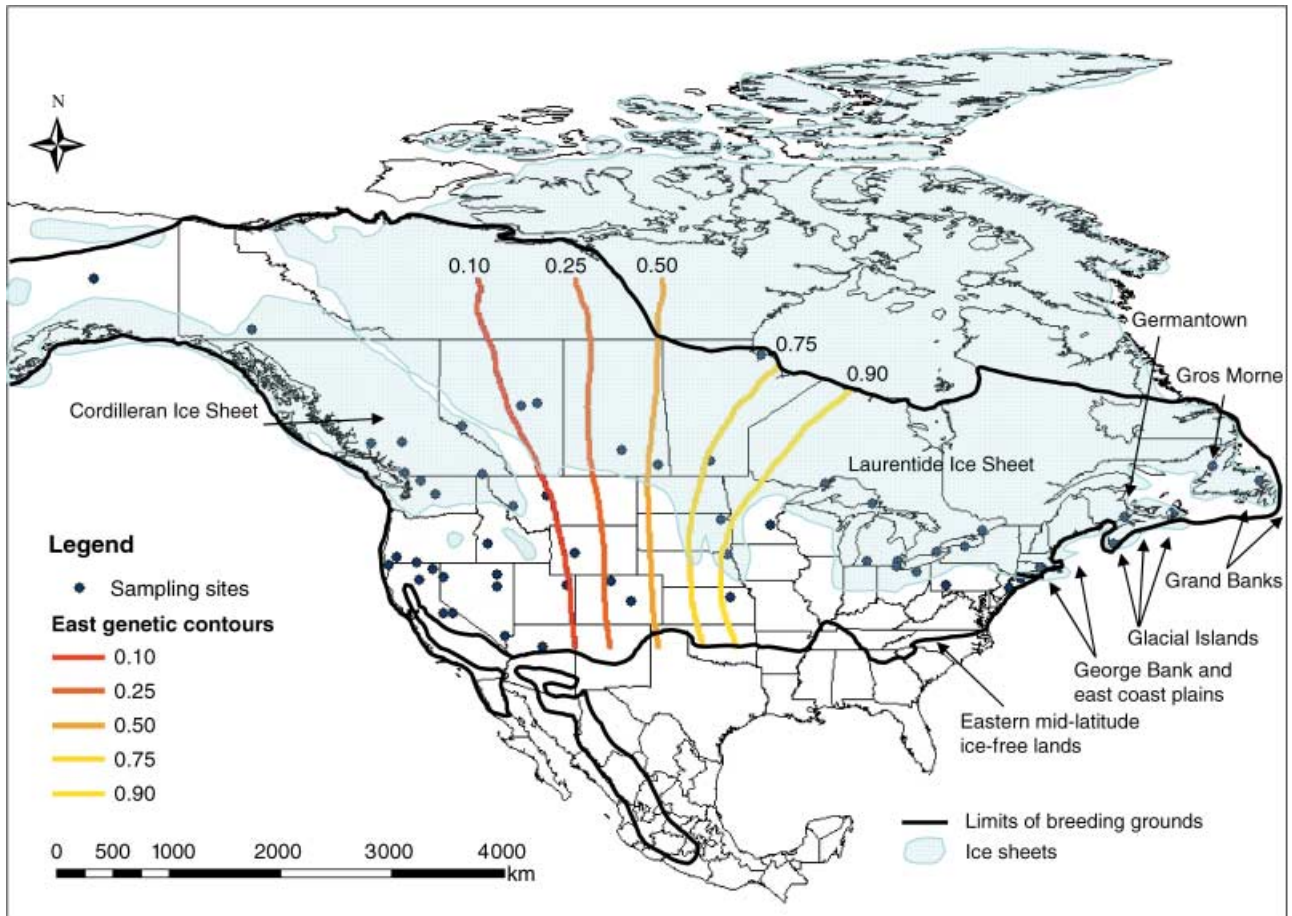 N
0.10
0.25
0.50
0.75
0.90
Germantown
Gros Morne
Cordilleran Ice Sheet
Laurentide Ice Sheet
Grand Banks
Glacial Islands
George Bank and
east coast plains
Eastern mid-latitude
ice-free lands
Legend
Sampling sites
East genetic contours
0.10
0.25
0.50
0.75
0.90
0 500 1000 2000 3000 4000
km
Limits of breeding grounds
Ice sheets